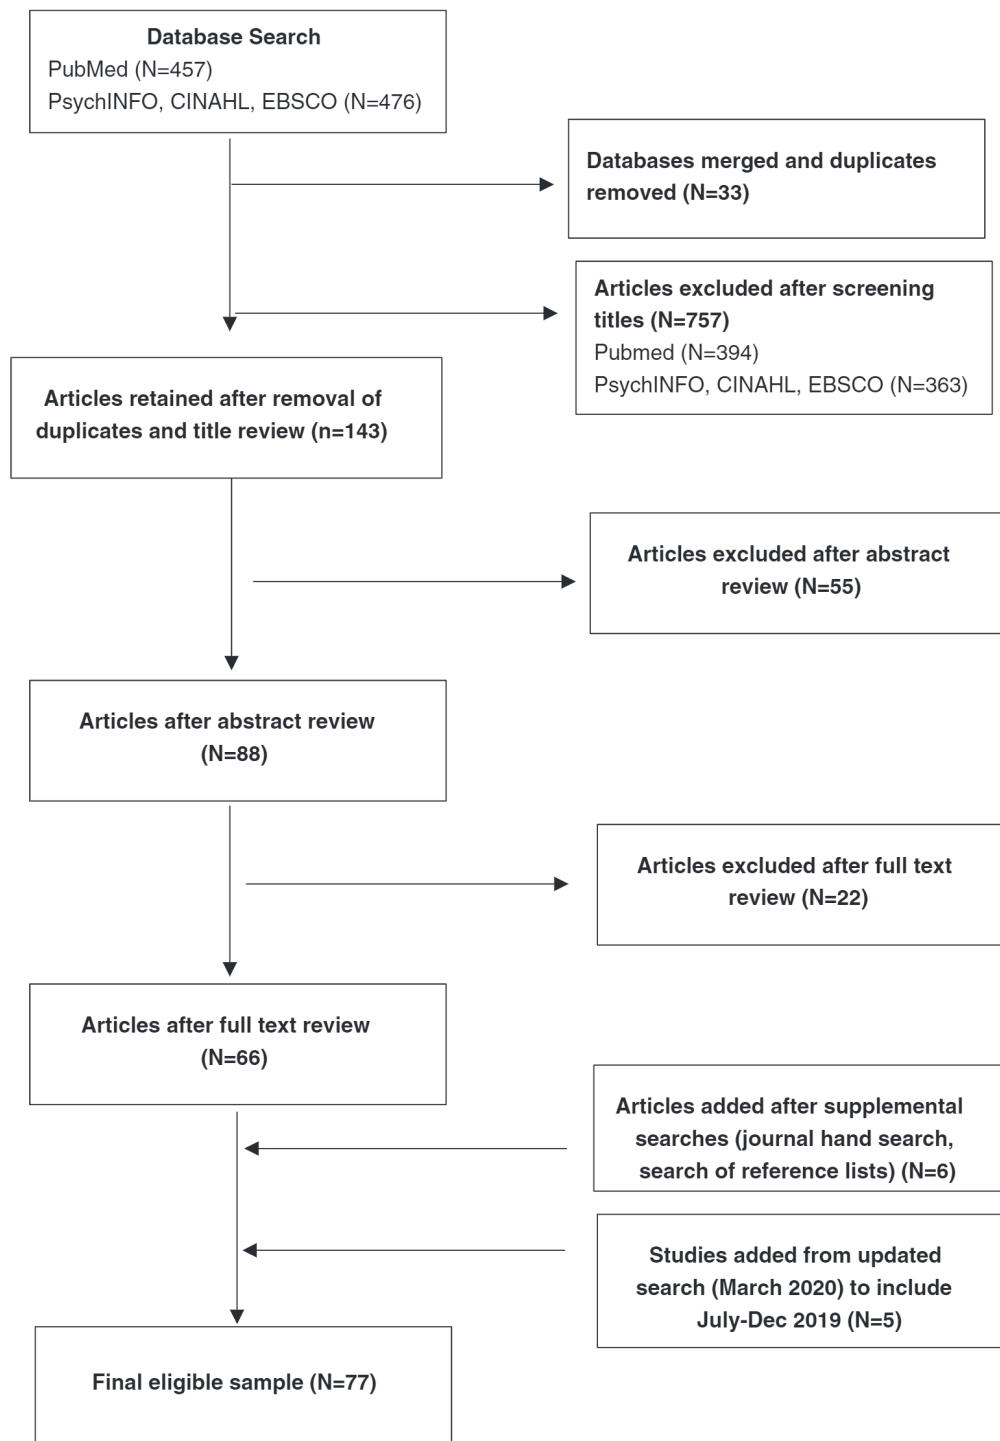 Database Search
PubMed (N=457)
PsychINFO, CINAHL, EBSCO (N=476)
Databases merged and duplicates
removed (N=33)
Articles excluded after screening
titles (N=757)
Pubmed (N=394)
PsychINFO, CINAHL, EBSCO (N=363)
Articles retained after removal of
duplicates and title review (n=143)
Articles excluded after abstract
review (N=55)
Articles after abstract review
(N=88)
Articles excluded after full text
review (N=22)
Articles after full text review
(N=66)
Articles added after supplemental
searches (journal hand search,
search of reference lists) (N=6)
Studies added from updated
search (March 2020) to include
July-Dec 2019 (N=5)
Final eligible sample (N=77)